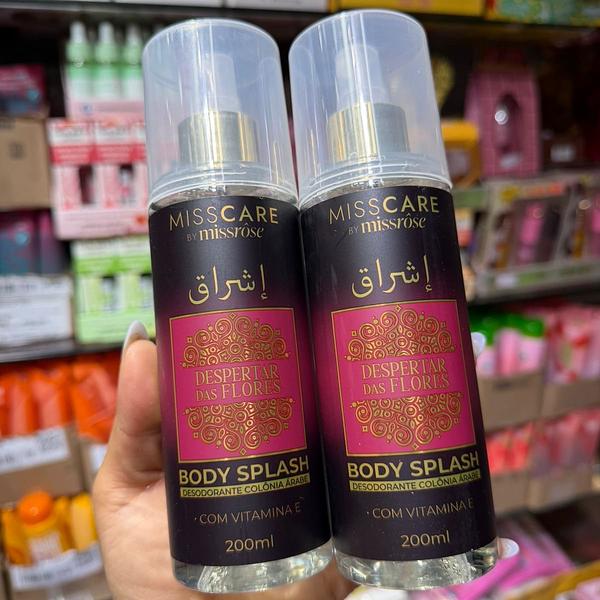 MISSCARE
BY missrôse
إشراق
DESPERTAR
DAS FLORES
BODY SPLASH
DESODORANTE COLÔNIA ÁRABE
COM VITAMINA E
200ml
MISSCARE
BY missrôse
إشراق
DESPERTAR
DAS FLORES
BODY SPLASH
DESODORANTE COLÔNIA ÁRABE
COM VITAMINA E
200ml